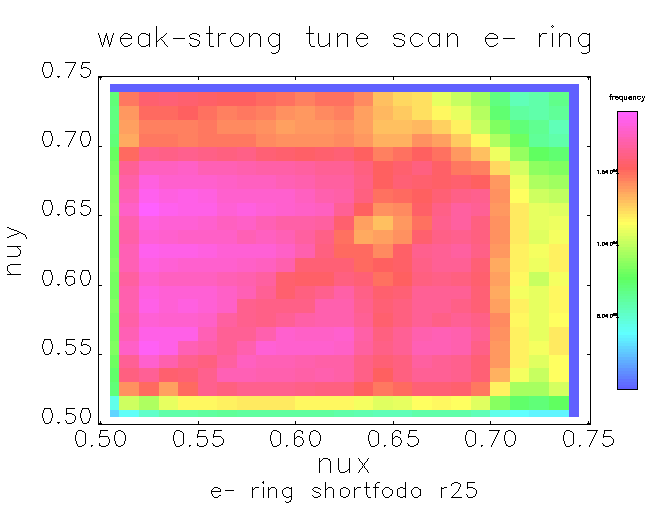 weak-strong tune scan e- ring
0.75
0.70
0.65
0.60
0.55
0.50
nuy
0.50 0.55 0.60 0.65 0.70 0.75
nux
e- ring shortfodo r25
frequency